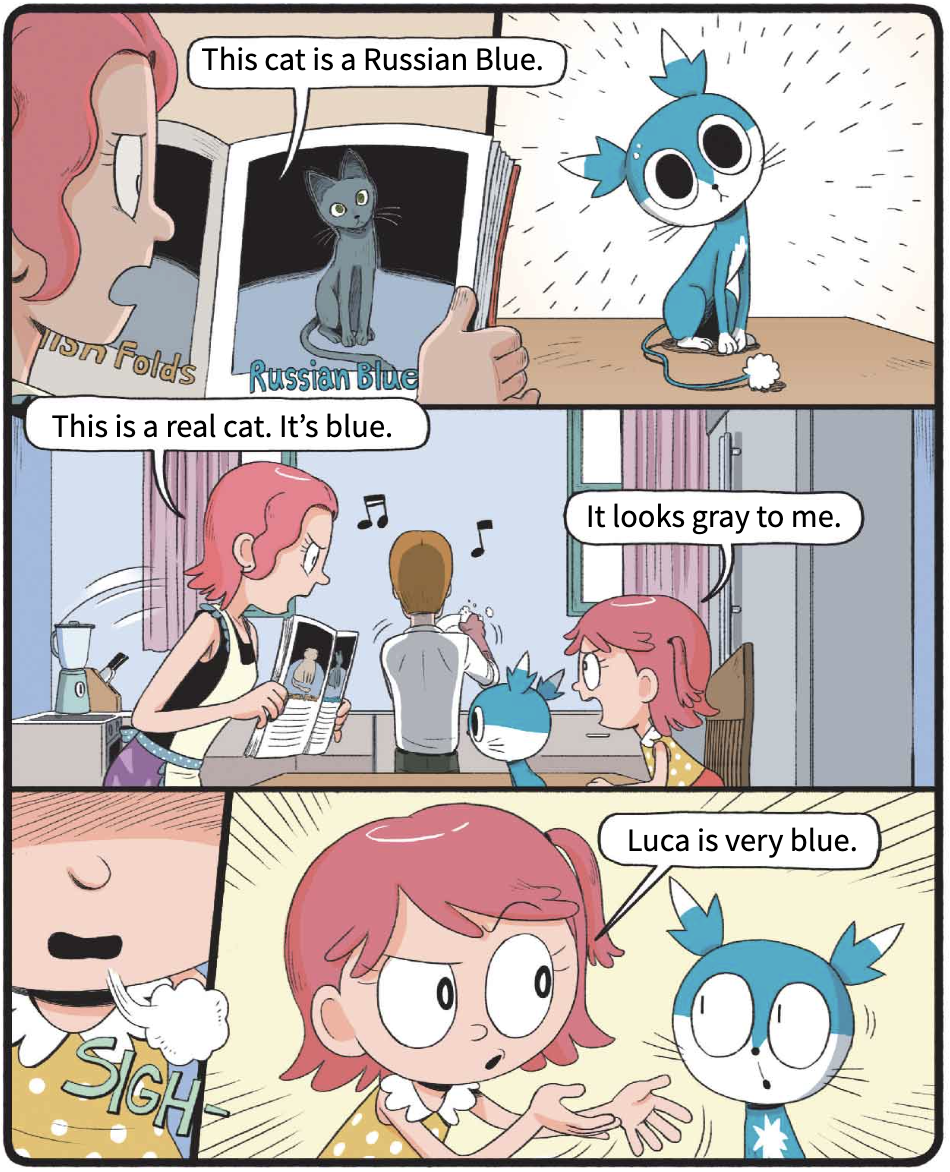 This cat is a Russian Blue.
ish Folds
Russian Blue
This is a real cat. It's blue.
It looks gray to me.
SIGH-
Luca is very blue.